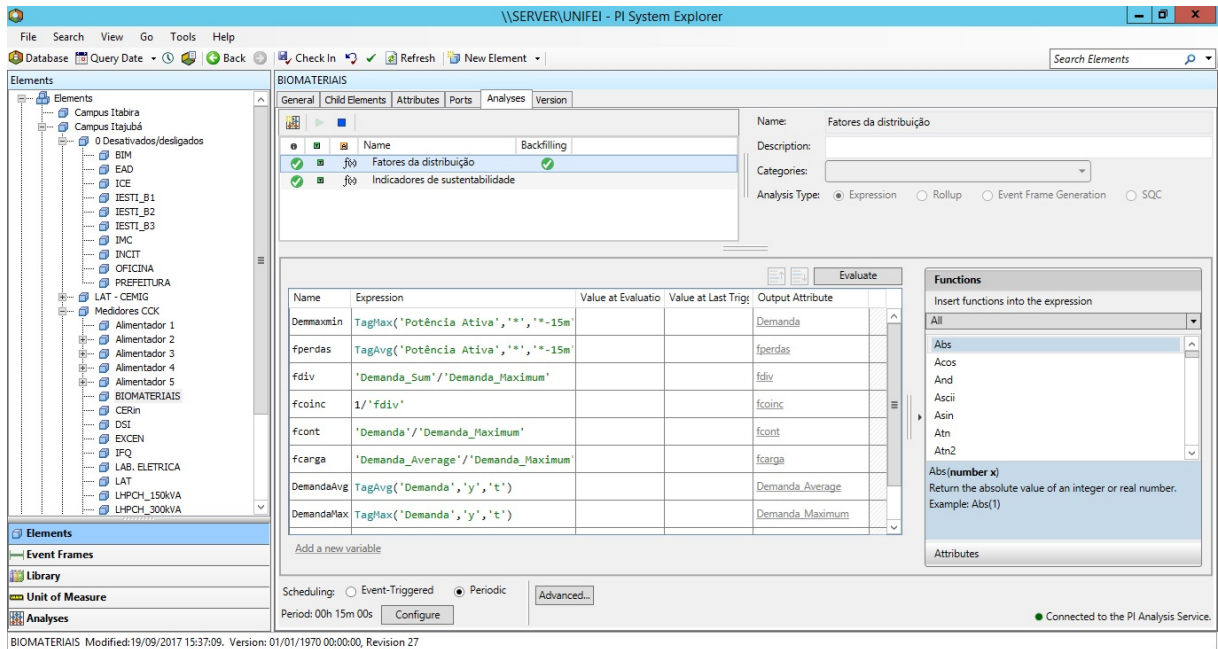 \\SERVER\UNIFEI - PI System Explorer
File Search View Go Tools Help
Database Query Date Back Check In Refresh New Element Search Elements
Elements
Elements
Campus Itabira
Campus Itajubá
0 Desativados/desligados
BIM
EAD
ICE
IESTI_B1
IESTI_B2
IESTI_B3
IMC
INCIT
OFICINA
PREFEITURA
LAT - CEMIG
Medidores CCK
Alimentador 1
Alimentador 2
Alimentador 3
Alimentador 4
Alimentador 5
BIOMATERIAIS
CERin
DSI
EXCEN
IFQ
LAB. ELETRICA
LAT
LHPCH_150kVA
LHPCH_300kVA
Elements
Event Frames
Library
Unit of Measure
Analyses
BIOMATERIAIS
General Child Elements Attributes Ports Analyses Version
Name Backfilling
f(x) Fatores da distribuição
f(x) Indicadores de sustentabilidade
Name: Fatores da distribuição
Description:
Categories:
Analysis Type: Expression Rollup Event Frame Generation SQC
Evaluate
Name Expression Value at Evaluatio Value at Last Trigg Output Attribute
Demmaxmin TagMax('Potência Ativa','*','*-15m' Demanda
fperdas TagAvg('Potência Ativa','*','*-15m' fperdas
fdiv 'Demanda_Sum'/'Demanda_Maximum' fdiv
fcoinc 1/'fdiv' fcoinc
fcont 'Demanda'/'Demanda_Maximum' fcont
fcarga 'Demanda_Average'/'Demanda_Maximum' fcarga
DemandaAvg TagAvg('Demanda','y','t') Demanda Average
DemandaMax TagMax('Demanda','y','t') Demanda Maximum
Add a new variable
Functions
Insert functions into the expression
All
Abs
Acos
And
Ascii
Asin
Atn
Atn2
Abs(number x)
Return the absolute value of an integer or real number.
Example: Abs(1)
Attributes
Scheduling: Event-Triggered Periodic Advanced...
Period: 00h 15m 00s Configure
Connected to the PI Analysis Service.
BIOMATERIAIS Modified:19/09/2017 15:37:09. Version: 01/01/1970 00:00:00, Revision 27